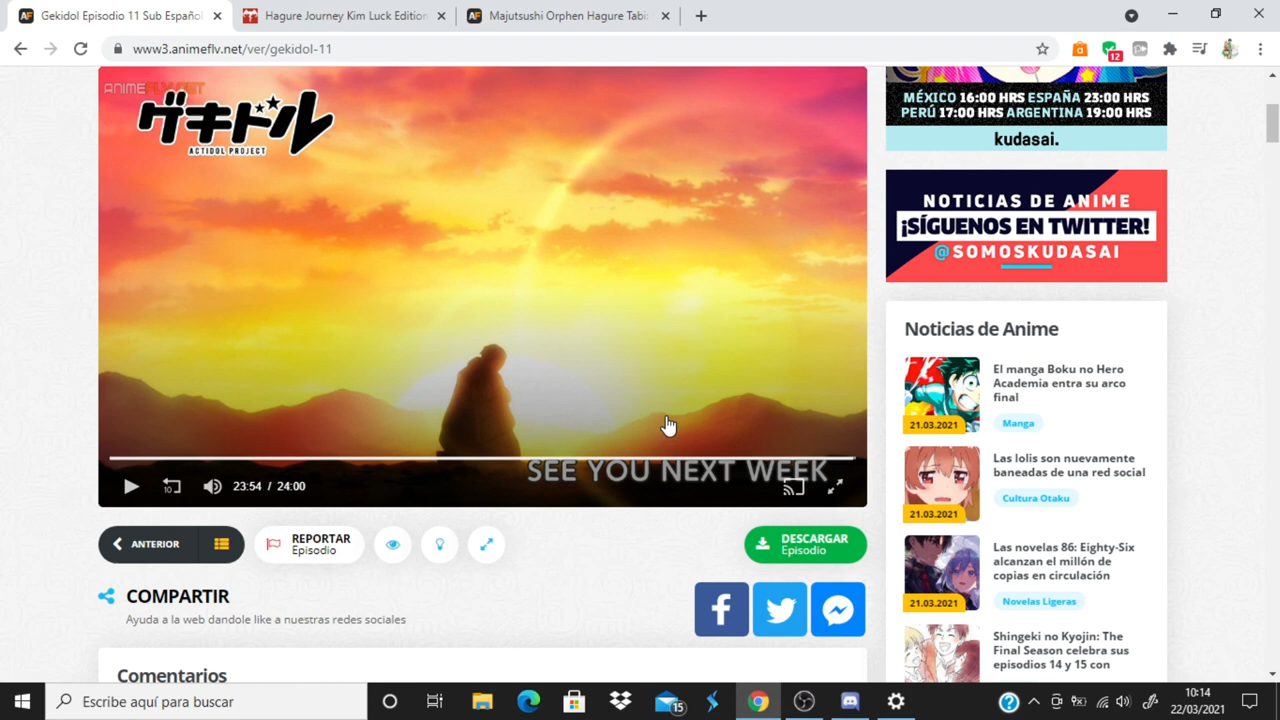 Gekidol Episodio 11 Sub Español
Hagure Journey Kim Luck Edition
Majutsushi Orphen Hagure Tabi:
www3.animeflv.net/ver/gekidol-11
12
ANIMEFLV.NET
ゲキドル
ACTIDOL PROJECT
SEE YOU NEXT WEEK
10
23:54 / 24:00
MÉXICO 16:00 HRS ESPAÑA 23:00 HRS
PERÚ 17:00 HRS ARGENTINA 19:00 HRS
kudasai.
NOTICIAS DE ANIME
¡SÍGUENOS EN TWITTER!
@SOMOSKUDASAI
Noticias de Anime
El manga Boku no Hero
Academia entra su arco
final
21.03.2021
Manga
Las lolis son nuevamente
baneadas de una red social
Cultura Otaku
21.03.2021
Las novelas 86: Eighty-Six
alcanzan el millón de
copias en circulación
21.03.2021
Novelas Ligeras
Shingeki no Kyojin: The
Final Season celebra sus
episodios 14 y 15 con
ANTERIOR
REPORTAR
Episodio
DESCARGAR
Episodio
COMPARTIR
Ayuda a la web dandole like a nuestras redes sociales
Comentarios
Escribe aquí para buscar
15
10:14
22/03/2021